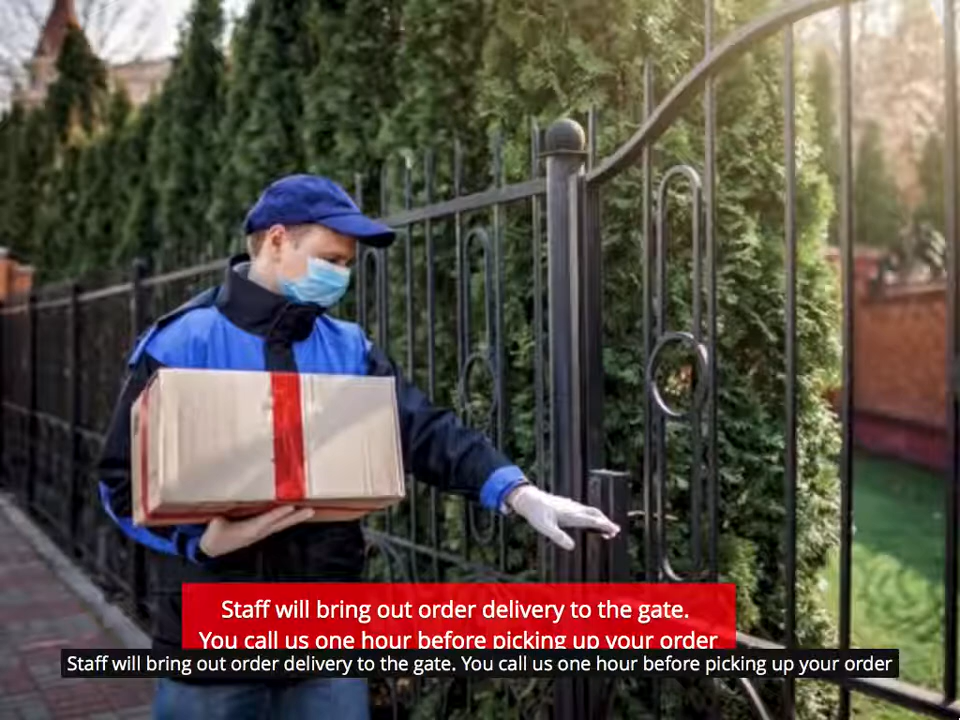 Staff will bring out order delivery to the gate.
You call us one hour before picking up your order
Staff will bring out order delivery to the gate. You call us one hour before picking up your order